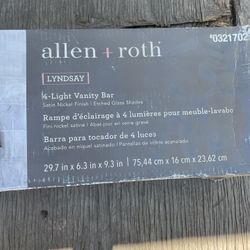 *0321702
allen + roth
LYNDSAY
4-Light Vanity Bar
Satin Nickel Finish | Etched Glass Shades
Rampe d'éclairage à 4 lumières pour meuble-lavabo
Fini nickel satiné | Abat-jour en verre gravé
Barra para tocador de 4 luces
Acabado en níquel satinado | Pantallas de vidrio acanalado
29.7 in x 6.3 in x 9.3 in | 75,44 cm x 16 cm x 23,62 cm